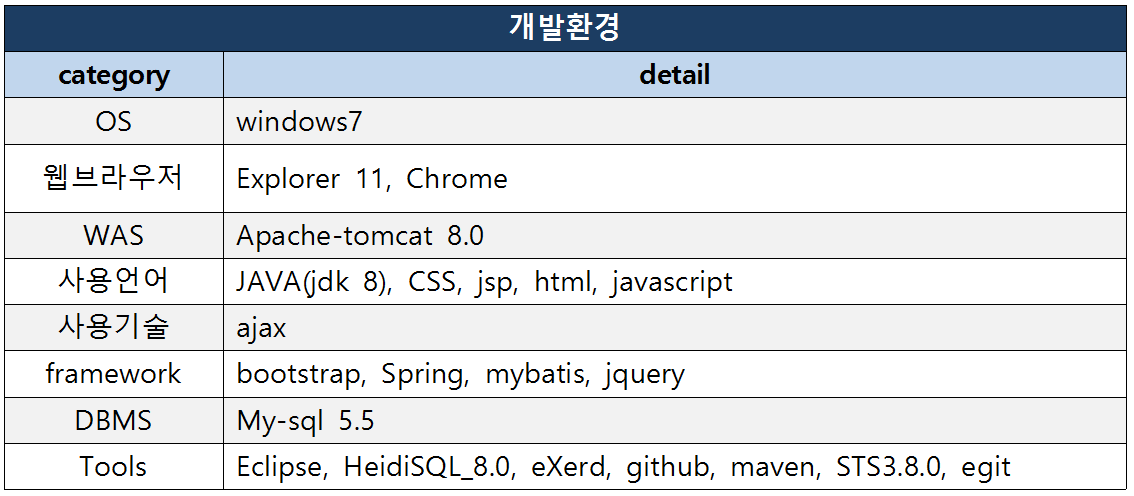 개발환경
category detail
OS windows7
웹브라우저 Explorer 11, Chrome
WAS Apache-tomcat 8.0
사용언어 JAVA(jdk 8), CSS, jsp, html, javascript
사용기술 ajax
framework bootstrap, Spring, mybatis, jquery
DBMS My-sql 5.5
Tools Eclipse, HeidiSQL_8.0, eXerd, github, maven, STS3.8.0, egit